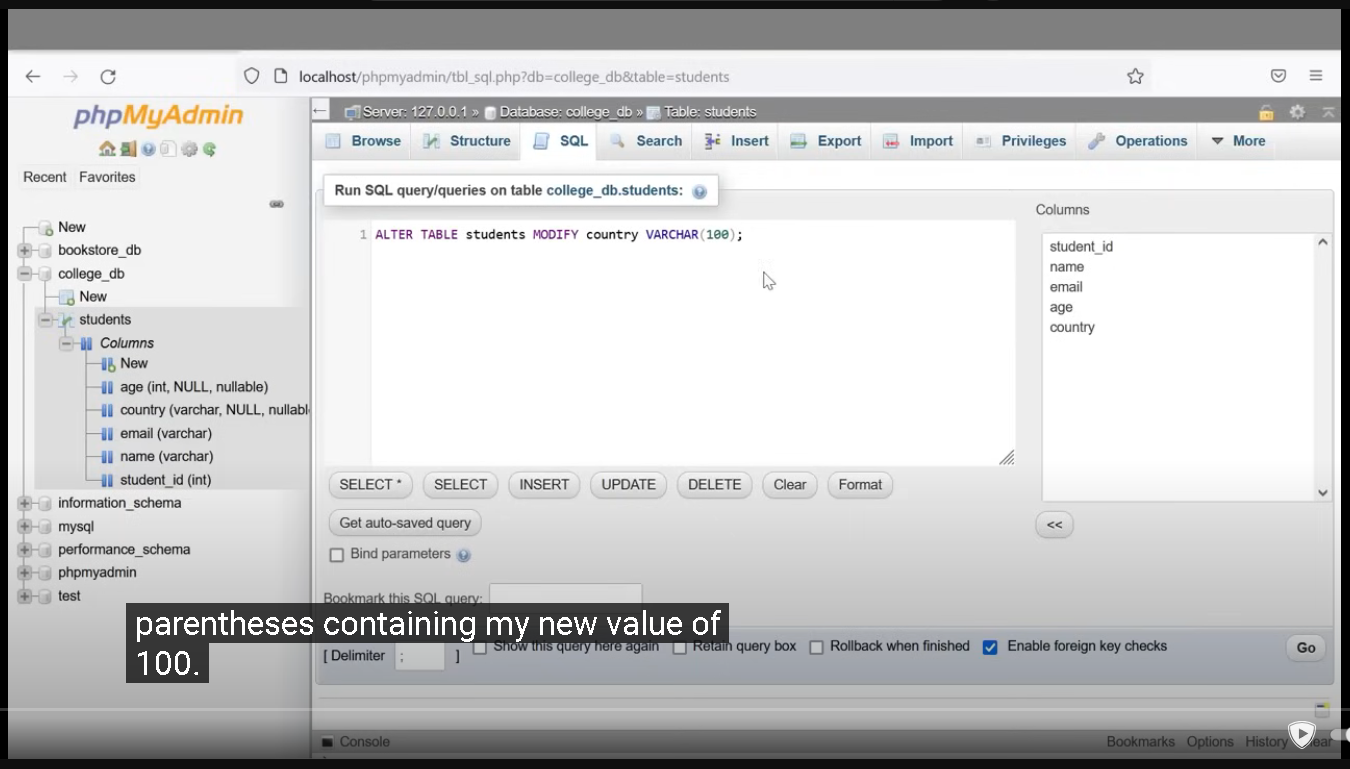 localhost/phpmyadmin/tbl_sql.php?db=college_db&table=students
phpMyAdmin
Recent Favorites
New
bookstore_db
college_db
New
students
Columns
New
age (int, NULL, nullable)
country (varchar, NULL, nullabl
email (varchar)
name (varchar)
student_id (int)
information_schema
mysql
performance_schema
phpmyadmin
test
Server: 127.0.0.1 » Database: college_db » Table: students
Browse Structure SQL Search Insert Export Import Privileges Operations More
Run SQL query/queries on table college_db.students:
1 ALTER TABLE students MODIFY country VARCHAR(100);
Columns
student_id
name
email
age
country
SELECT * SELECT INSERT UPDATE DELETE Clear Format
Get auto-saved query
<<
Bind parameters
Bookmark this SQL query:
[ Delimiter ; ] Show this query here again Retain query box Rollback when finished Enable foreign key checks Go
parentheses containing my new value of
100.
Console Bookmarks Options History